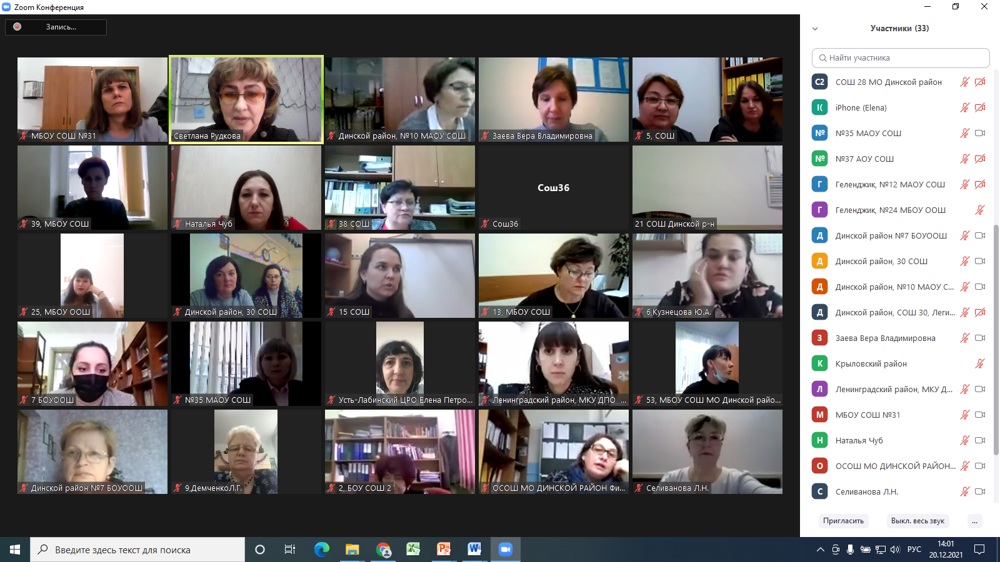 Zoom Конференция
Запись...
МБОУ СОШ №31
Светлана Рудкова
Динской район, №10 МАОУ СОШ
Заева Вера Владимировна
5, СОШ
39, МБОУ СОШ
Наталья Чуб
38 СОШ
Сош36
Сош36
21 СОШ Динской р-н
25, МБОУ ООШ
Динской район, 30 СОШ
15 СОШ
13, МБОУ СОШ
6,Кузнецова Ю.А.
7 БОУООШ
№35 МАОУ СОШ
Усть-Лабинский ЦРО Елена Петро...
Ленинградский район, МКУ ДПО ...
53, МБОУ СОШ МО Динской райо...
Динской район №7 БОУООШ
9,ДемченкоЛ.Г.
2, БОУ СОШ 2
ОСОШ МО ДИНСКОЙ РАЙОН Фи...
Селиванова Л.Н.
Участники (33)
Найти участника
С2 СОШ 28 МО Динской район
I( iPhone (Elena)
№ №35 МАОУ СОШ
№ №37 АОУ СОШ
Г Геленджик, №12 МАОУ СОШ
Г Геленджик, №24 МБОУ ООШ
Д Динской район №7 БОУООШ
Д Динской район, 30 СОШ
Д Динской район, №10 МАОУ С...
Д Динской район, СОШ 30, Леги...
З Заева Вера Владимировна
К Крыловский район
Л Ленинградский район, МКУ Д...
М МБОУ СОШ №31
Н Наталья Чуб
О ОСОШ МО ДИНСКОЙ РАЙОН...
С Селиванова Л.Н.
Пригласить Выкл. весь звук ...
Введите здесь текст для поиска
РУС
14:01
20.12.2021